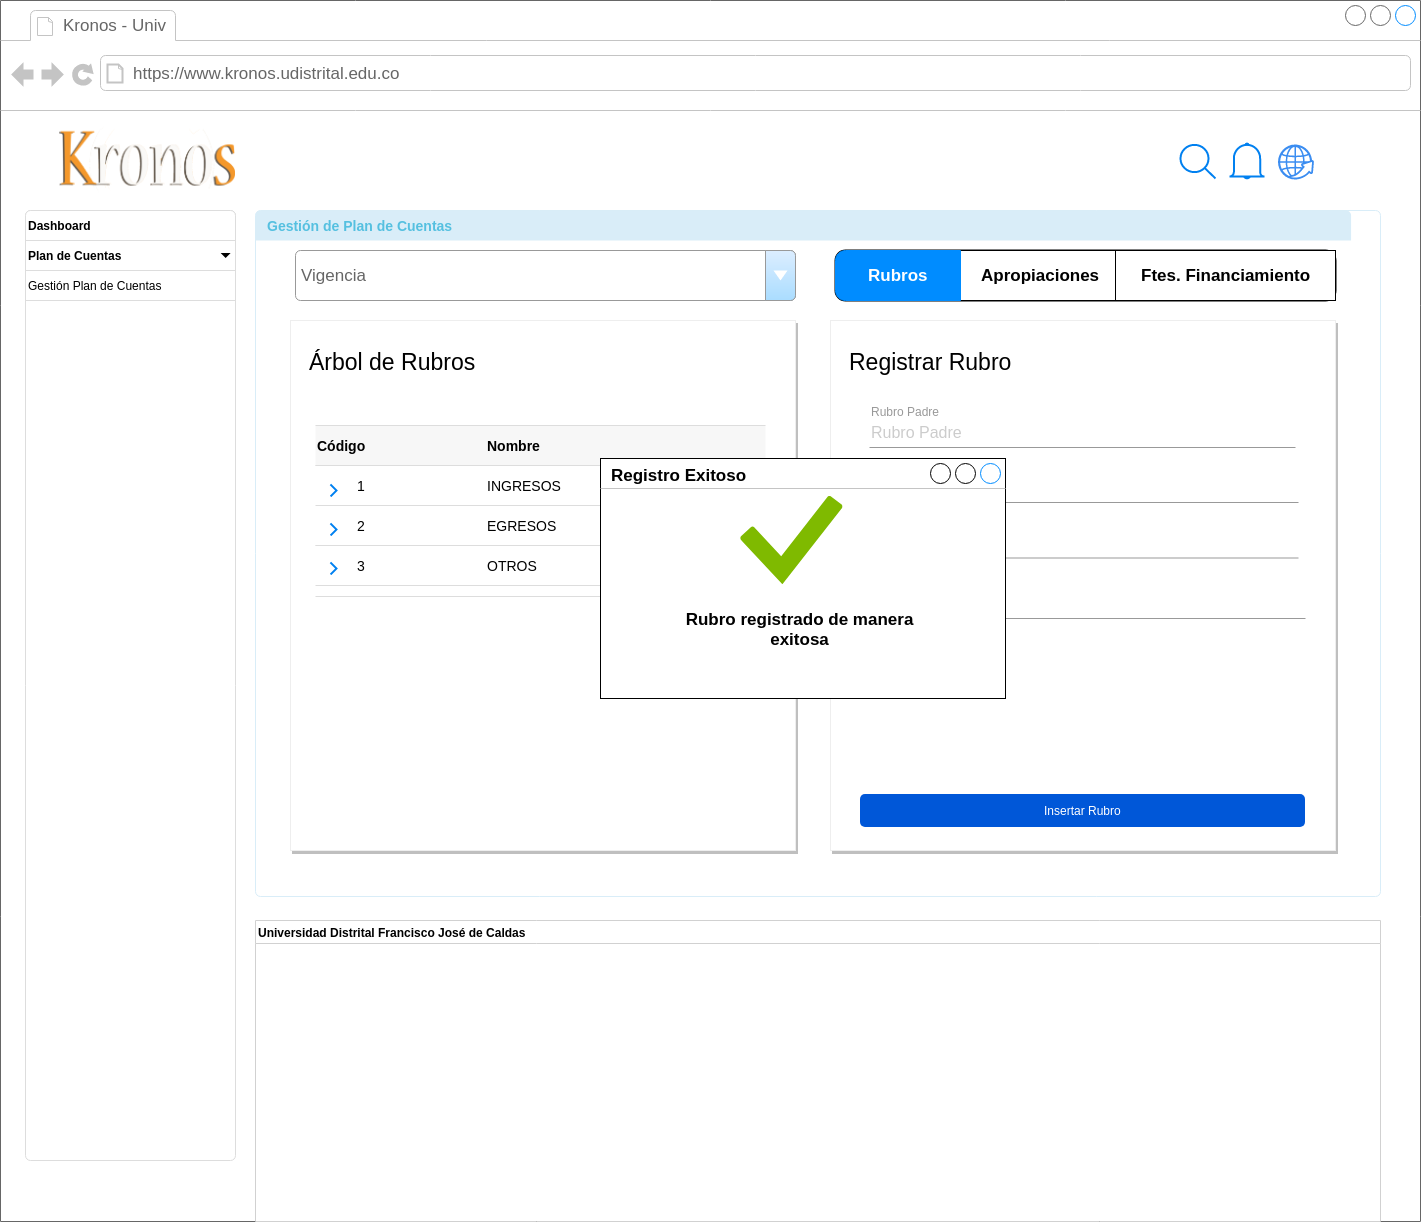 Kronos - Univ
https://www.kronos.udistrital.edu.co
Kronos
Dashboard
Plan de Cuentas
Gestión Plan de Cuentas
Gestión de Plan de Cuentas
Vigencia
Rubros
Apropiaciones
Ftes. Financiamiento
Árbol de Rubros
Código
Nombre
1
INGRESOS
2
EGRESOS
3
OTROS
Registrar Rubro
Rubro Padre
Rubro Padre
Registro Exitoso
Rubro registrado de manera
exitosa
Insertar Rubro
Universidad Distrital Francisco José de Caldas